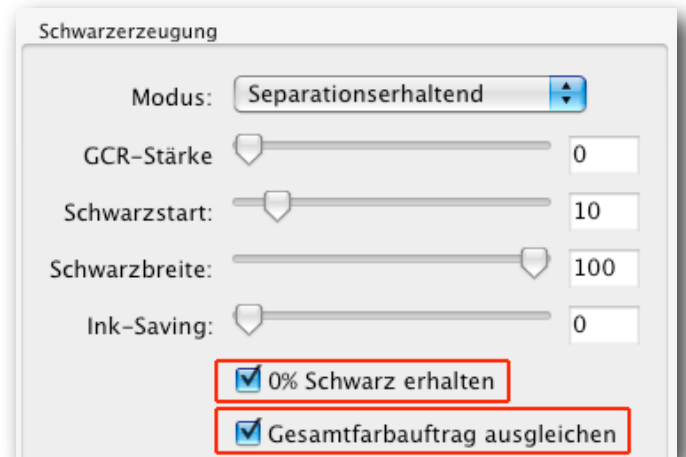 Schwarzerzeugung
Modus: Separationserhaltend
GCR-Stärke 0
Schwarzstart: 10
Schwarzbreite: 100
Ink-Saving: 0
0% Schwarz erhalten
Gesamtfarbauftrag ausgleichen